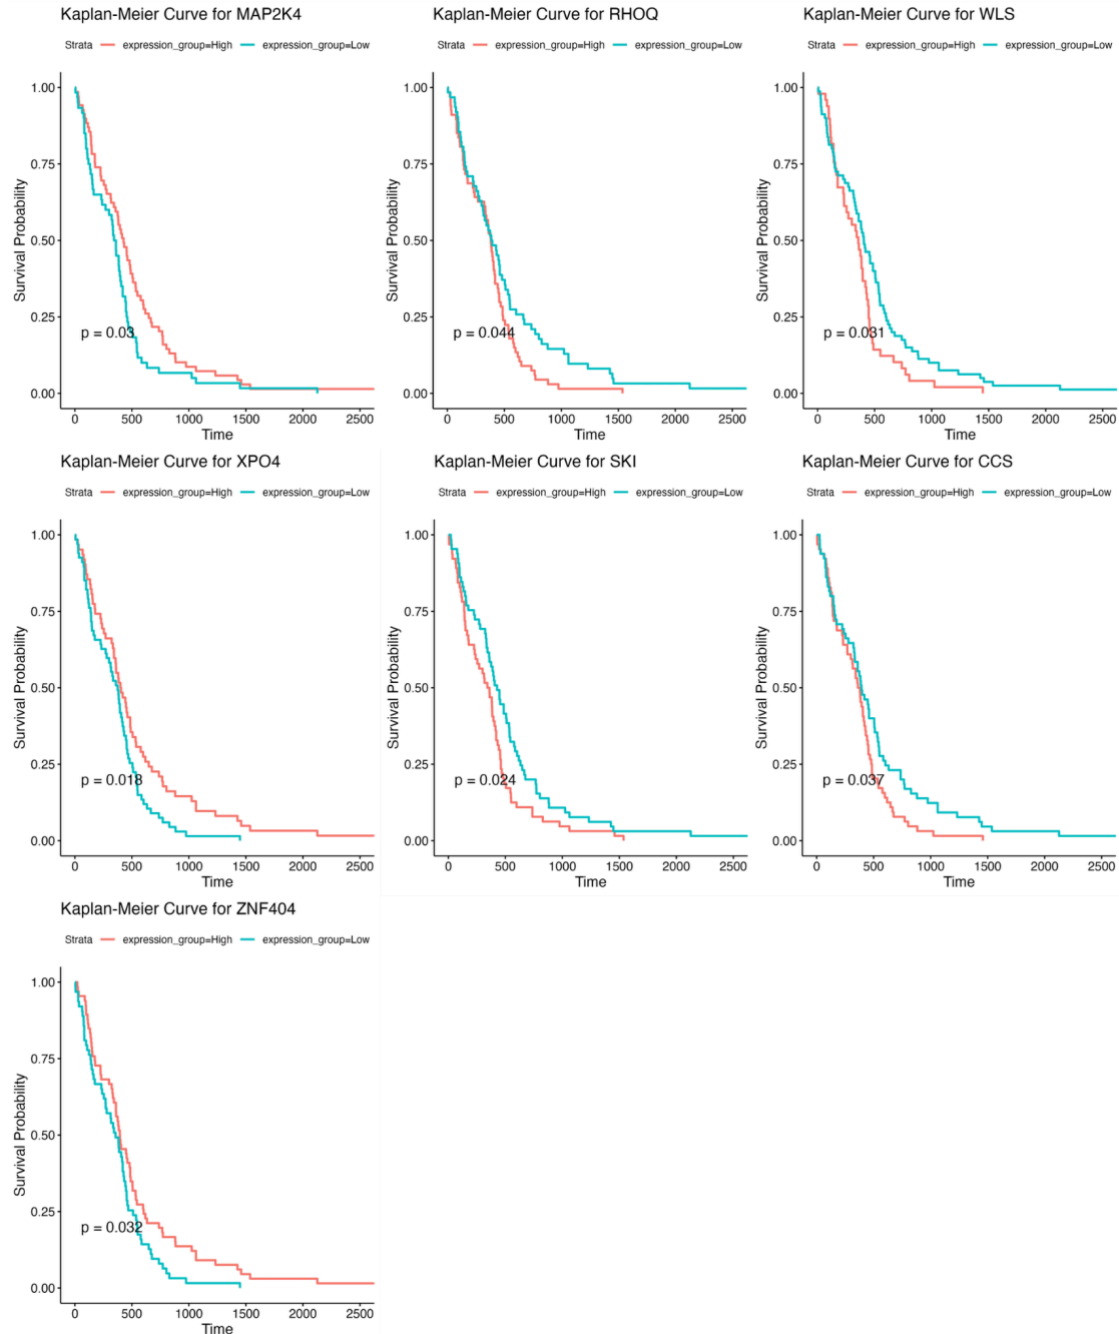 Kaplan-Meier Curve for MAP2K4
Strata expression_group=High expression_group=Low
1.00
0.75
0.50
0.25
0.00
Survival Probability
p = 0.03
0 500 1000 1500 2000 2500
Time
Kaplan-Meier Curve for RHOQ
Strata expression_group=High expression_group=Low
1.00
0.75
0.50
0.25
0.00
Survival Probability
p = 0.044
0 500 1000 1500 2000 2500
Time
Kaplan-Meier Curve for WLS
Strata expression_group=High expression_group=Low
1.00
0.75
0.50
0.25
0.00
Survival Probability
p = 0.031
0 500 1000 1500 2000 2500
Time
Kaplan-Meier Curve for XPO4
Strata expression_group=High expression_group=Low
1.00
0.75
0.50
0.25
0.00
Survival Probability
p = 0.018
0 500 1000 1500 2000 2500
Time
Kaplan-Meier Curve for SKI
Strata expression_group=High expression_group=Low
1.00
0.75
0.50
0.25
0.00
Survival Probability
p = 0.024
0 500 1000 1500 2000 2500
Time
Kaplan-Meier Curve for CCS
Strata expression_group=High expression_group=Low
1.00
0.75
0.50
0.25
0.00
Survival Probability
p = 0.037
0 500 1000 1500 2000 2500
Time
Kaplan-Meier Curve for ZNF404
Strata expression_group=High expression_group=Low
1.00
0.75
0.50
0.25
0.00
Survival Probability
p = 0.032
0 500 1000 1500 2000 2500
Time